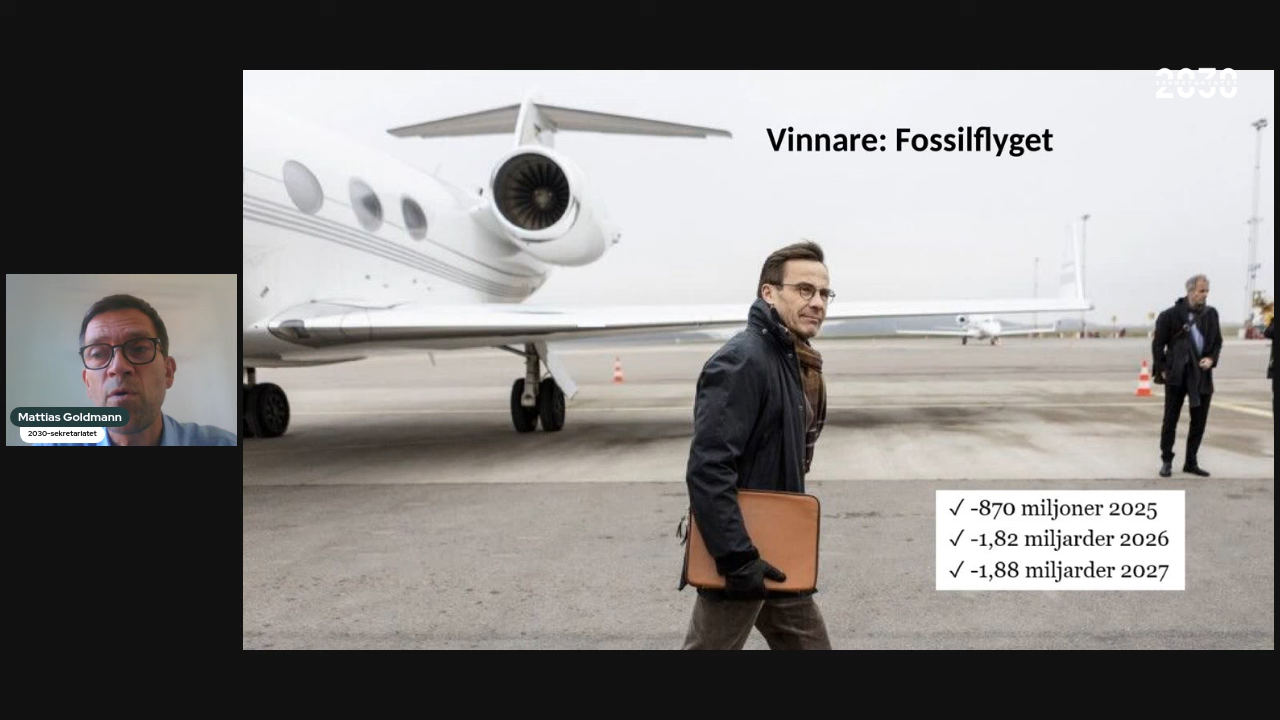 2030
Vinnare: Fossilflyget
Mattias Goldmann
2030-sekretariatet
✓ -870 miljoner 2025
✓ -1,82 miljarder 2026
✓ -1,88 miljarder 2027